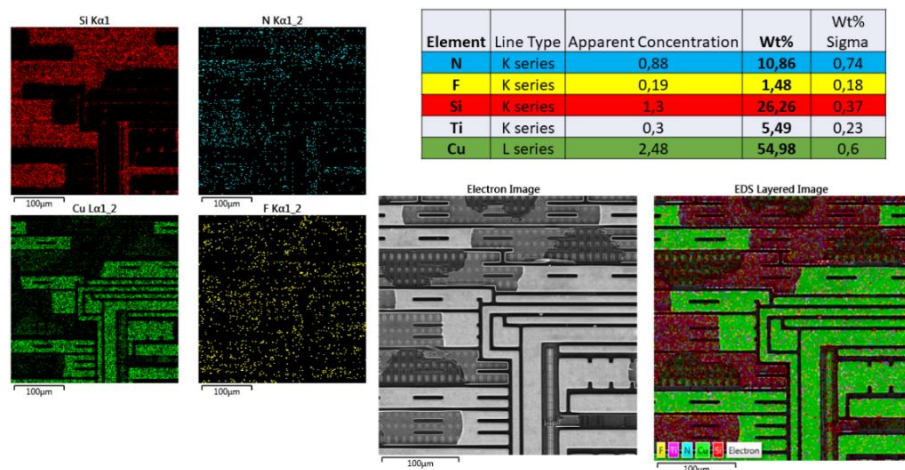 Si Kα1
N Kα1_2
100µm
100µm
Cu Lα1_2
F Kα1_2
100µm
100µm
Element Line Type Apparent Concentration Wt% Wt% Sigma
N K series 0,88 10,86 0,74
F K series 0,19 1,48 0,18
Si K series 1,3 26,26 0,37
Ti K series 0,3 5,49 0,23
Cu L series 2,48 54,98 0,6
Electron Image
100µm
EDS Layered Image
F Ti N Cu Si Electron
100µm